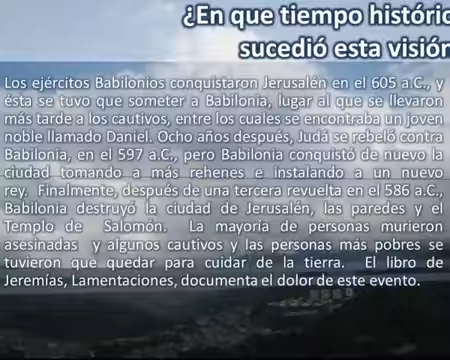 ¿En que tiempo históric
sucedió esta visión
Los ejércitos Babilonios conquistaron Jerusalén en el 605 a.C., y
ésta se tuvo que someter a Babilonia, lugar al que se llevaron
más tarde a los cautivos, entre los cuales se encontraba un joven
noble llamado Daniel. Ocho años después, Judá se rebeló contra
Babilonia, en el 597 a.C., pero Babilonia conquistó de nuevo la
ciudad tomando a más rehenes e instalando a un nuevo
rey. Finalmente, después de una tercera revuelta en el 586 a.C.,
Babilonia destruyó la ciudad de Jerusalén, las paredes y el
Templo de Salomón. La mayoría de personas murieron
asesinadas y algunos cautivos y las personas más pobres se
tuvieron que quedar para cuidar de la tierra. El libro de
Jeremías, Lamentaciones, documenta el dolor de este evento.